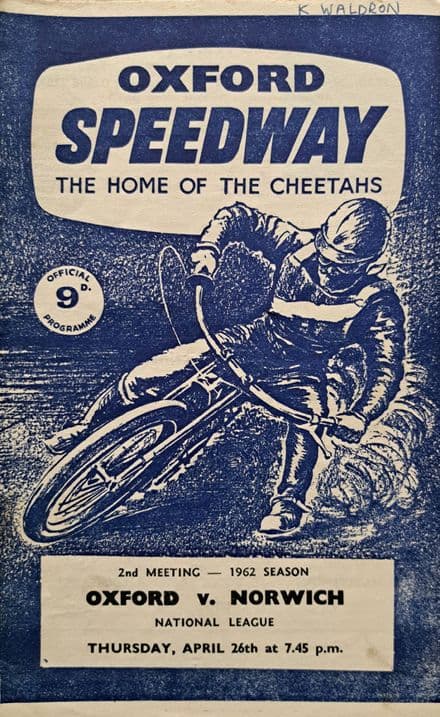 K WALDRON
OXFORD
SPEEDWAY
THE HOME OF THE CHEETAHS
OFFICIAL
9D.
PROGRAMME
2nd MEETING — 1962 SEASON
OXFORD v. NORWICH
NATIONAL LEAGUE
THURSDAY, APRIL 26th at 7.45 p.m.